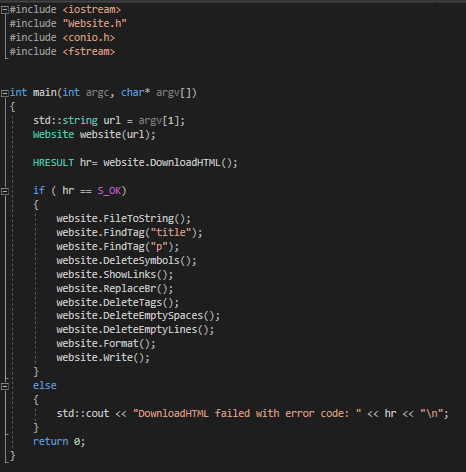 #include <iostream>
#include "Website.h"
#include <conio.h>
#include <fstream>
int main(int argc, char* argv[])
{
std::string url = argv[1];
Website website(url);
HRESULT hr= website.DownloadHTML();
if ( hr == S_OK)
{
website.FileToString();
website.FindTag("title");
website.FindTag("p");
website.DeleteSymbols();
website.ShowLinks();
website.ReplaceBr();
website.DeleteTags();
website.DeleteEmptySpaces();
website.DeleteEmptyLines();
website.Format();
website.Write();
}
else
{
std::cout << "DownloadHTML failed with error code: " << hr << "\n";
}
return 0;
}